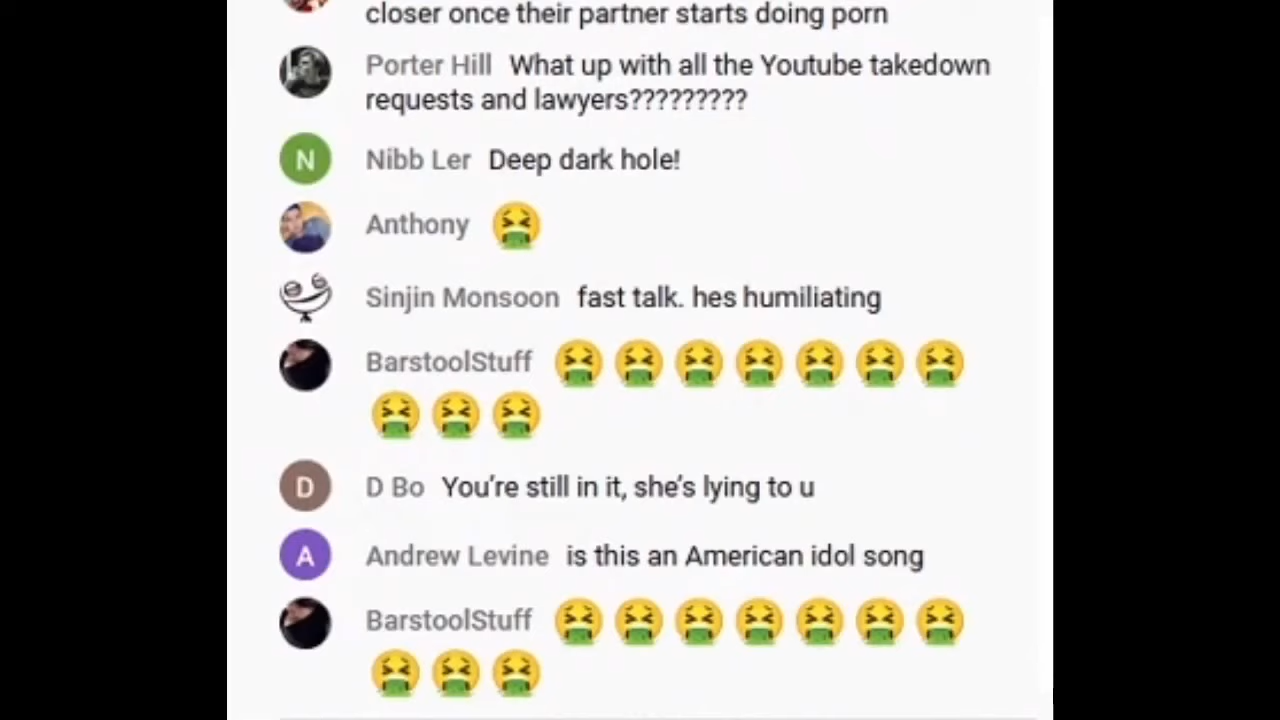 closer once their partner starts doing porn
Porter Hill What up with all the Youtube takedown
requests and lawyers?????????
N Nibb Ler Deep dark hole!
Anthony 🤮
Sinjin Monsoon fast talk. hes humiliating
BarstoolStuff 🤮🤮🤮🤮🤮🤮🤮
🤮🤮🤮
D D Bo You're still in it, she's lying to u
A Andrew Levine is this an American idol song
BarstoolStuff 🤮🤮🤮🤮🤮🤮🤮
🤮🤮🤮